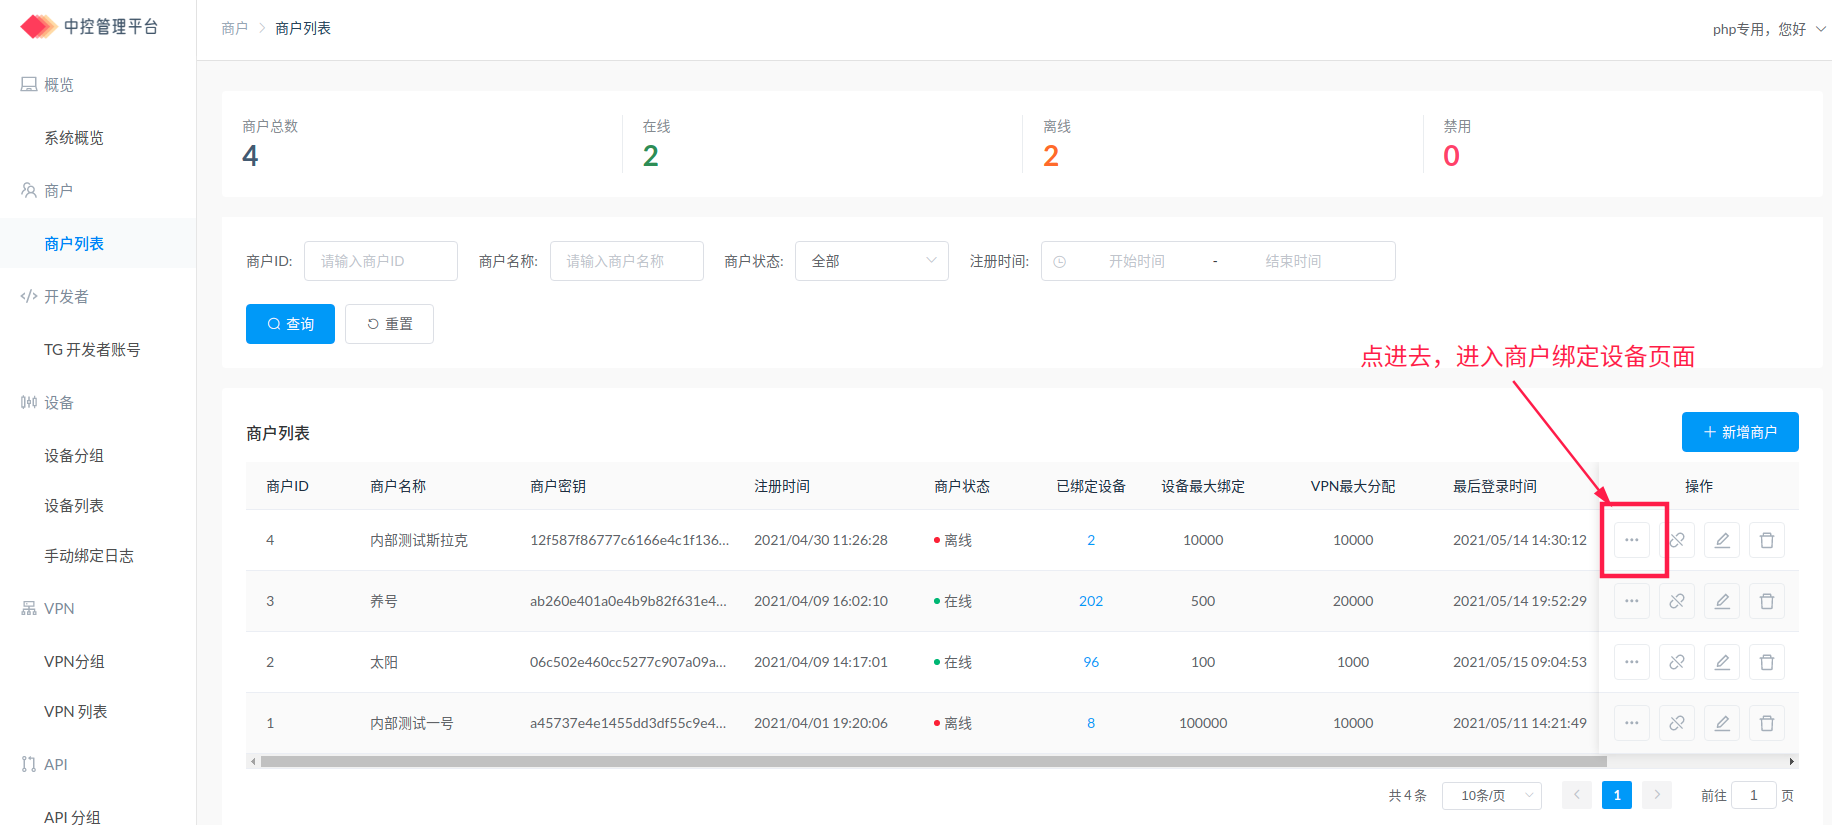 中控管理平台
商户 > 商户列表
php专用，您好
概览
系统概览
商户
商户列表
开发者
TG 开发者账号
设备
设备分组
设备列表
手动绑定日志
VPN
VPN分组
VPN 列表
API
API 分组
商户总数 在线 离线 禁用
4 2 2 0
商户ID: 请输入商户ID 商户名称: 请输入商户名称 商户状态: 全部 注册时间: 开始时间 - 结束时间
查询 重置
点进去，进入商户绑定设备页面
商户列表
新增商户
商户ID 商户名称 商户密钥 注册时间 商户状态 已绑定设备 设备最大绑定 VPN最大分配 最后登录时间 操作
4 内部测试斯拉克 12f587f86777c6166e4c1f136... 2021/04/30 11:26:28 离线 2 10000 10000 2021/05/14 14:30:12
3 养号 ab260e401a0e4b9b82f631e4... 2021/04/09 16:02:10 在线 202 500 20000 2021/05/14 19:52:29
2 太阳 06c502e460cc5277c907a09a... 2021/04/09 14:17:01 在线 96 100 1000 2021/05/15 09:04:53
1 内部测试一号 a45737e4e1455dd3df55c9e4... 2021/04/01 19:20:06 离线 8 100000 10000 2021/05/11 14:21:49
共 4 条 10条/页 1 前往 1 页